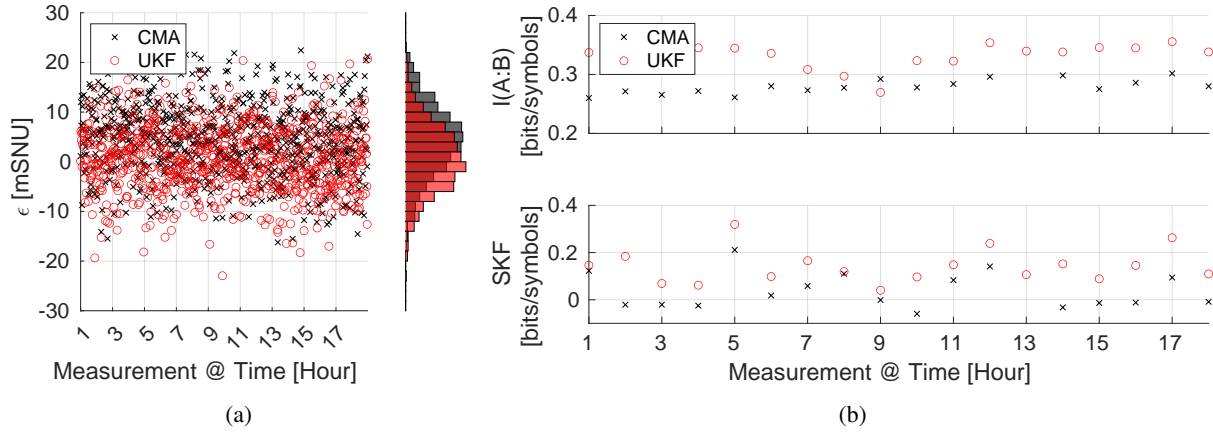 30
20
10
0
-10
-20
-30
ϵ [mSNU]
CMA
UKF
1 3 5 7 9 11 13 15 17
Measurement @ Time [Hour]
(a)
0.4
0.3
0.2
I(A:B)
[bits/symbols]
CMA
UKF
0.4
0.2
0
SKF
[bits/symbols]
1 3 5 7 9 11 13 15 17
Measurement @ Time [Hour]
(b)